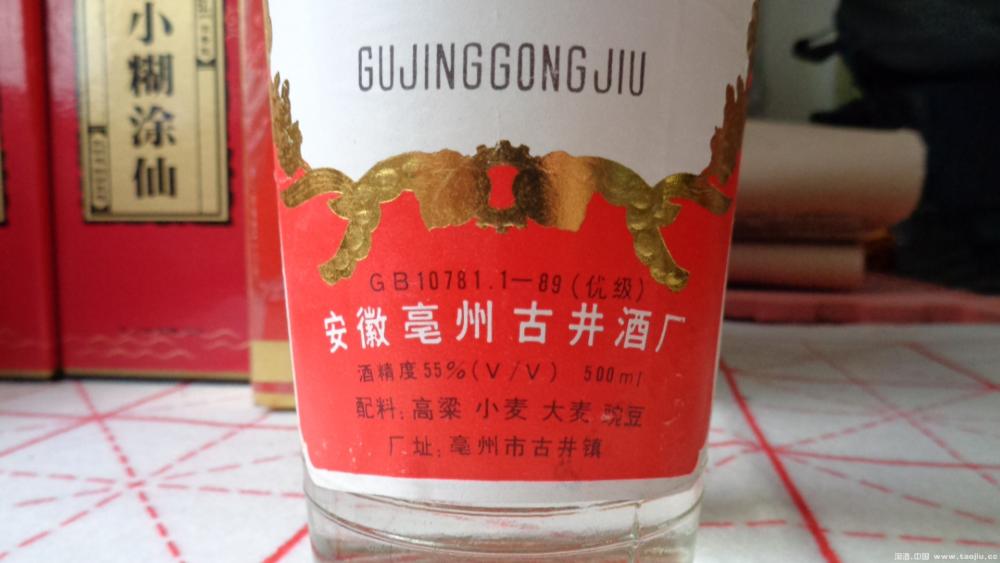 小糊涂仙
GUJINGGONGJIU
GB10781.1—89(优级)
安徽亳州古井酒厂
酒精度55%(V/V) 500ml
配料:高粱 小麦 大麦 豌豆
厂址:亳州市古井镇
淘酒.中国 www.taojiu.cc